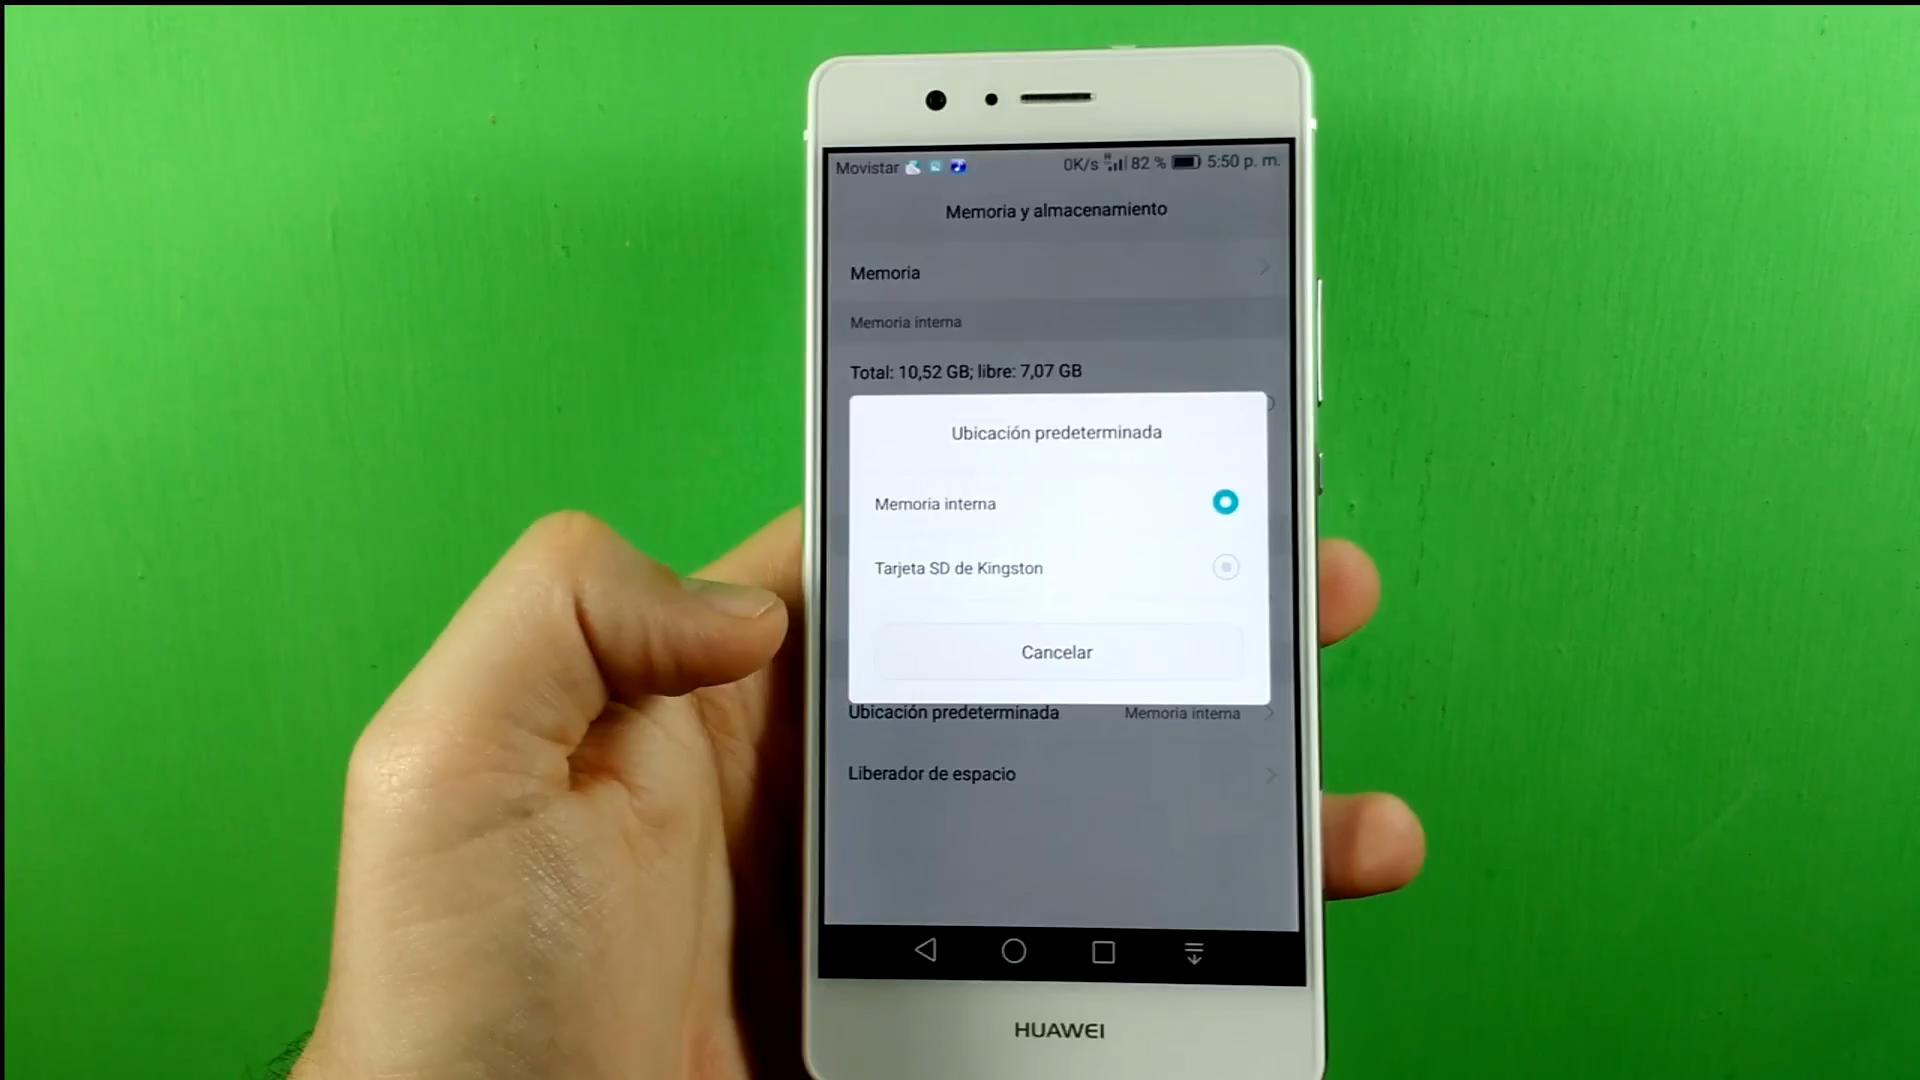 Movistar 0K/s 82 % 5:50 p. m.
Memoria y almacenamiento
Memoria
Memoria interna
Total: 10,52 GB; libre: 7,07 GB
Ubicación predeterminada
Memoria interna
Tarjeta SD de Kingston
Cancelar
Ubicación predeterminada Memoria interna
Liberador de espacio
HUAWEI